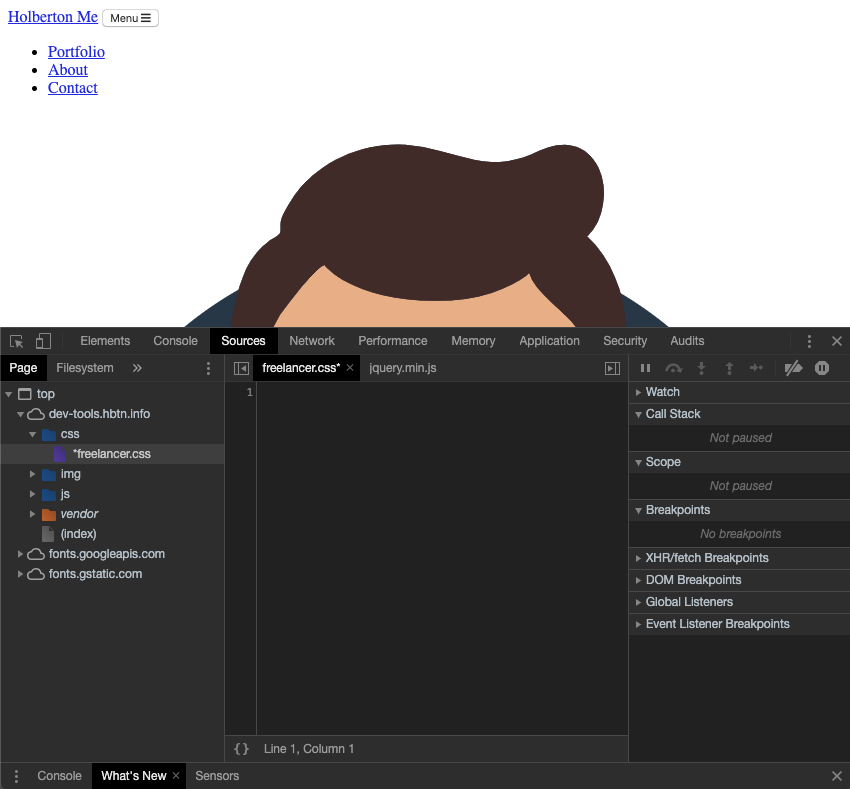 Holberton Me Menu
Portfolio
About
Contact
Elements Console Sources Network Performance Memory Application Security Audits
Page Filesystem » freelancer.css* × jquery.min.js
top
dev-tools.hbtn.info
css
*freelancer.css
img
js
vendor
(index)
fonts.googleapis.com
fonts.gstatic.com
1
Watch
Call Stack
Not paused
Scope
Not paused
Breakpoints
No breakpoints
XHR/fetch Breakpoints
DOM Breakpoints
Global Listeners
Event Listener Breakpoints
{} Line 1, Column 1
Console What's New × Sensors